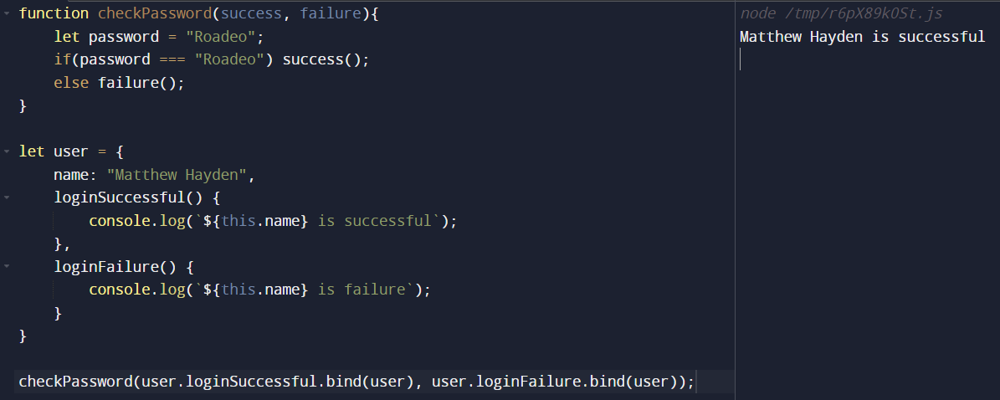 function checkPassword(success, failure){
    let password = "Roadeo";
    if(password === "Roadeo") success();
    else failure();
}
let user = {
    name: "Matthew Hayden",
    loginSuccessful() {
        console.log(`${this.name} is successful`);
    },
    loginFailure() {
        console.log(`${this.name} is failure`);
    }
}
checkPassword(user.loginSuccessful.bind(user), user.loginFailure.bind(user));
node /tmp/r6pX89k0St.js
Matthew Hayden is successful